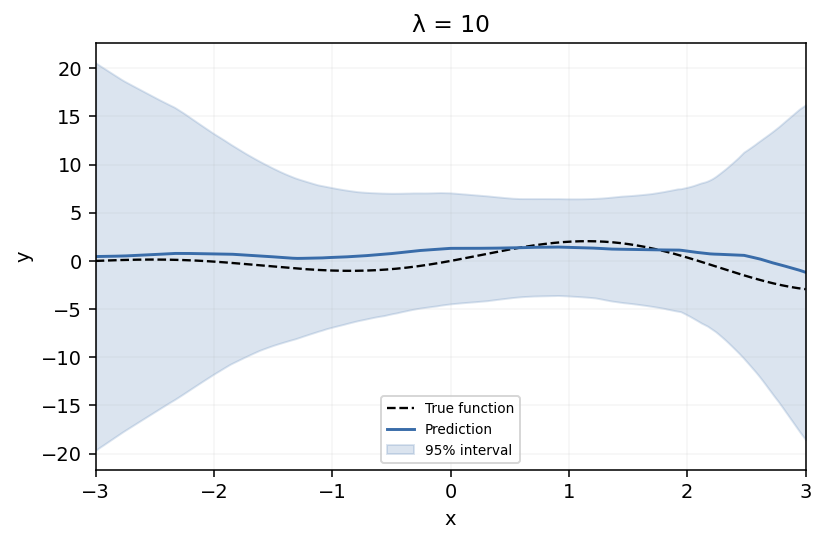 λ = 10
y
20
15
10
5
0
−5
−10
−15
−20
True function
Prediction
95% interval
−3 −2 −1 0 1 2 3
x